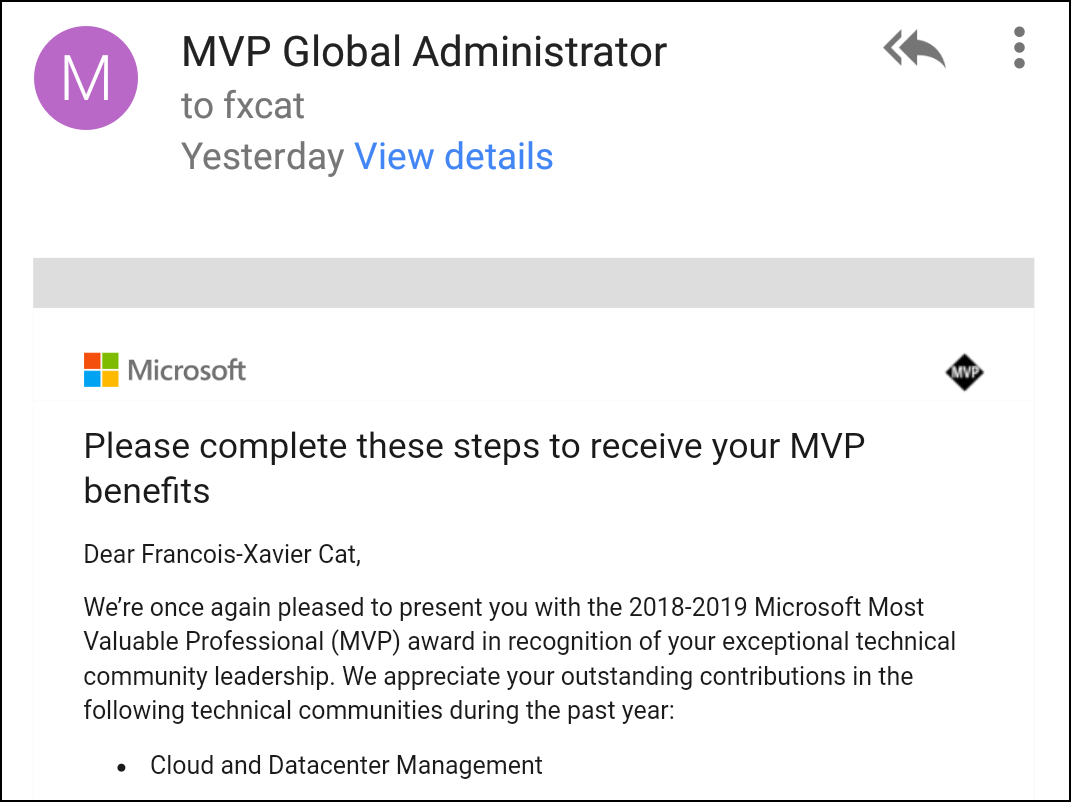 M
MVP Global Administrator
to fxcat
Yesterday View details
Microsoft
MVP
Please complete these steps to receive your MVP
benefits
Dear Francois-Xavier Cat,
We’re once again pleased to present you with the 2018-2019 Microsoft Most
Valuable Professional (MVP) award in recognition of your exceptional technical
community leadership. We appreciate your outstanding contributions in the
following technical communities during the past year:
• Cloud and Datacenter Management